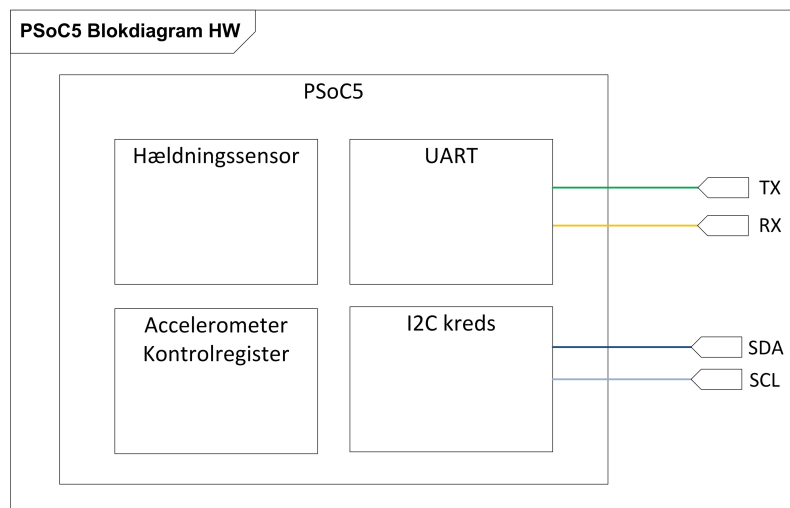 PSoC5 Blokdiagram HW
PSoC5
Hældningssensor
UART
TX
RX
Accelerometer
Kontrolregister
I2C kreds
SDA
SCL